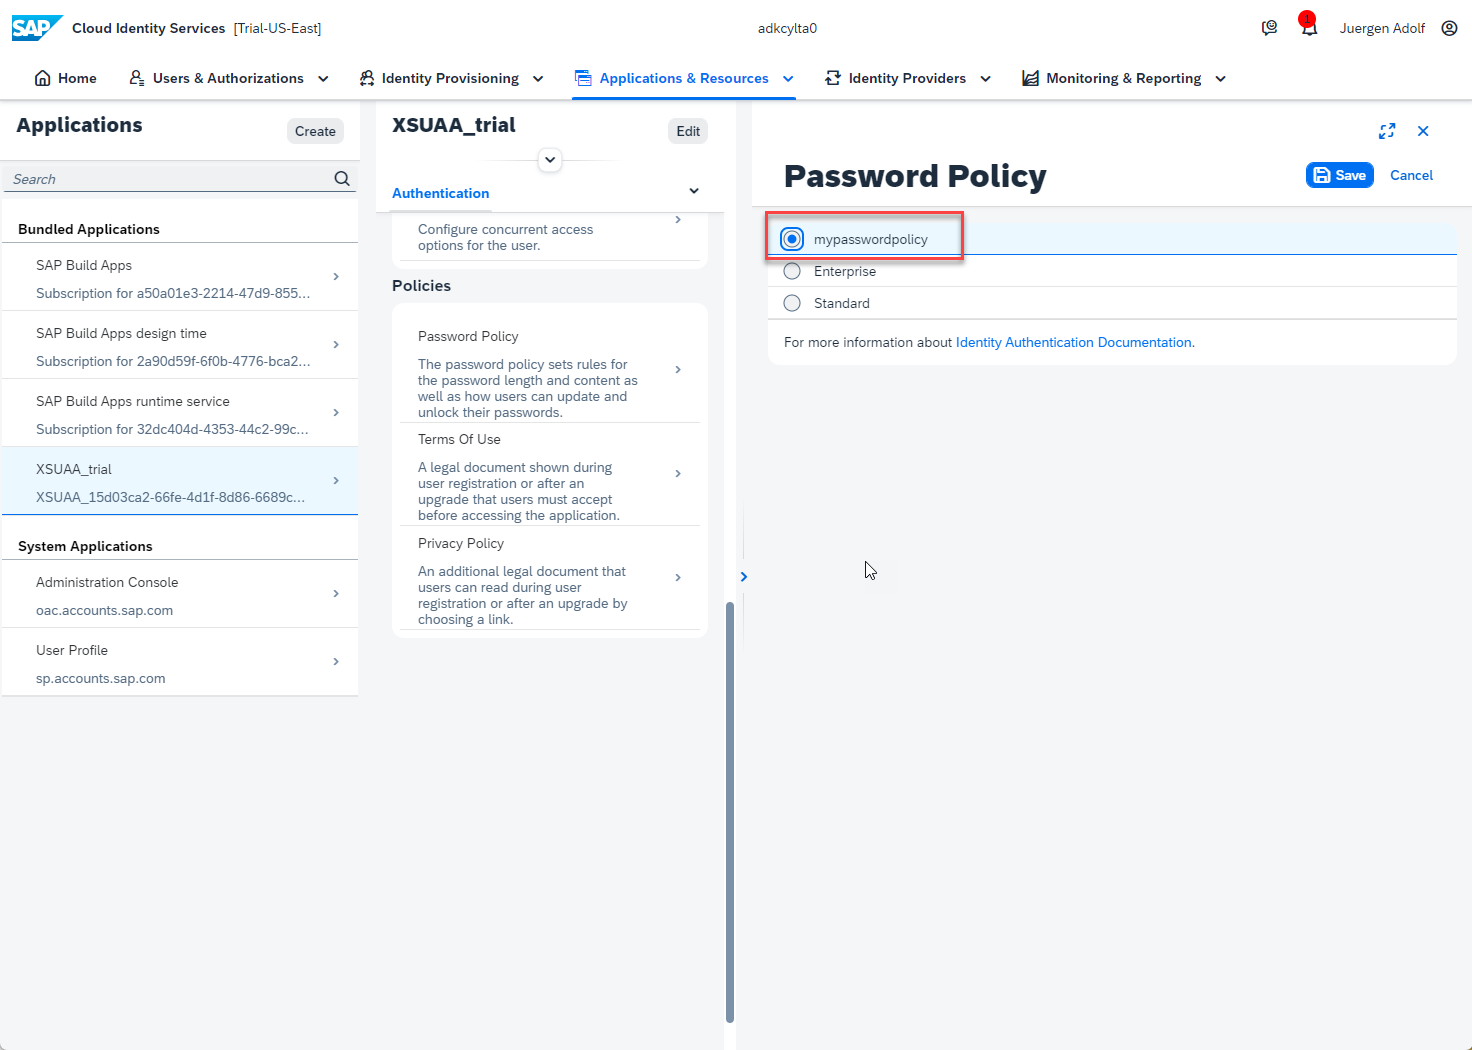 SAP Cloud Identity Services [Trial-US-East]
adkcylta0
1
Juergen Adolf
Home
Users & Authorizations
Identity Provisioning
Applications & Resources
Identity Providers
Monitoring & Reporting
Applications
Create
Search
Bundled Applications
SAP Build Apps
Subscription for a50a01e3-2214-47d9-855...
SAP Build Apps design time
Subscription for 2a90d59f-6f0b-4776-bca2...
SAP Build Apps runtime service
Subscription for 32dc404d-4353-44c2-99c...
XSUAA_trial
XSUAA_15d03ca2-66fe-4d1f-8d86-6689c...
System Applications
Administration Console
oac.accounts.sap.com
User Profile
sp.accounts.sap.com
XSUAA_trial
Edit
Authentication
Configure concurrent access
options for the user.
Policies
Password Policy
The password policy sets rules for
the password length and content as
well as how users can update and
unlock their passwords.
Terms Of Use
A legal document shown during
user registration or after an
upgrade that users must accept
before accessing the application.
Privacy Policy
An additional legal document that
users can read during user
registration or after an upgrade by
choosing a link.
Password Policy
Save
Cancel
mypasswordpolicy
Enterprise
Standard
For more information about Identity Authentication Documentation.